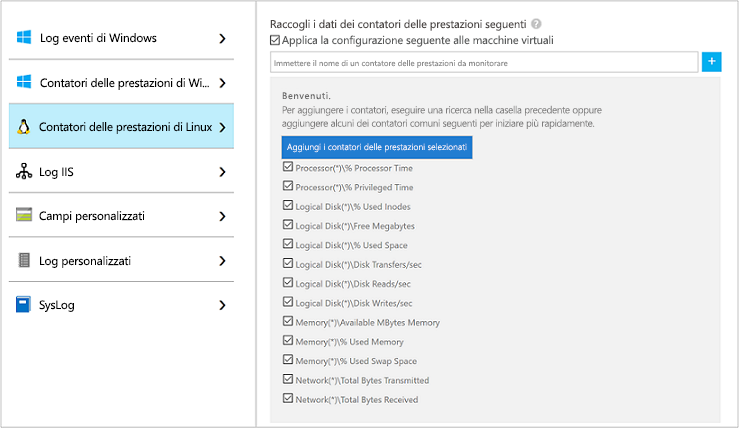 Log eventi di Windows
Contatori delle prestazioni di Wi...
Contatori delle prestazioni di Linux
Log IIS
Campi personalizzati
Log personalizzati
SysLog
Raccogli i dati dei contatori delle prestazioni seguenti ?
Applica la configurazione seguente alle macchine virtuali
Immettere il nome di un contatore delle prestazioni da monitorare
+
Benvenuti.
Per aggiungere i contatori, eseguire una ricerca nella casella precedente oppure
aggiungere alcuni dei contatori comuni seguenti per iniziare più rapidamente.
Aggiungi i contatori delle prestazioni selezionati
Processor(*)\% Processor Time
Processor(*)\% Privileged Time
Logical Disk(*)\% Used Inodes
Logical Disk(*)\Free Megabytes
Logical Disk(*)\% Used Space
Logical Disk(*)\Disk Transfers/sec
Logical Disk(*)\Disk Reads/sec
Logical Disk(*)\Disk Writes/sec
Memory(*)\Available MBytes Memory
Memory(*)\% Used Memory
Memory(*)\% Used Swap Space
Network(*)\Total Bytes Transmitted
Network(*)\Total Bytes Received